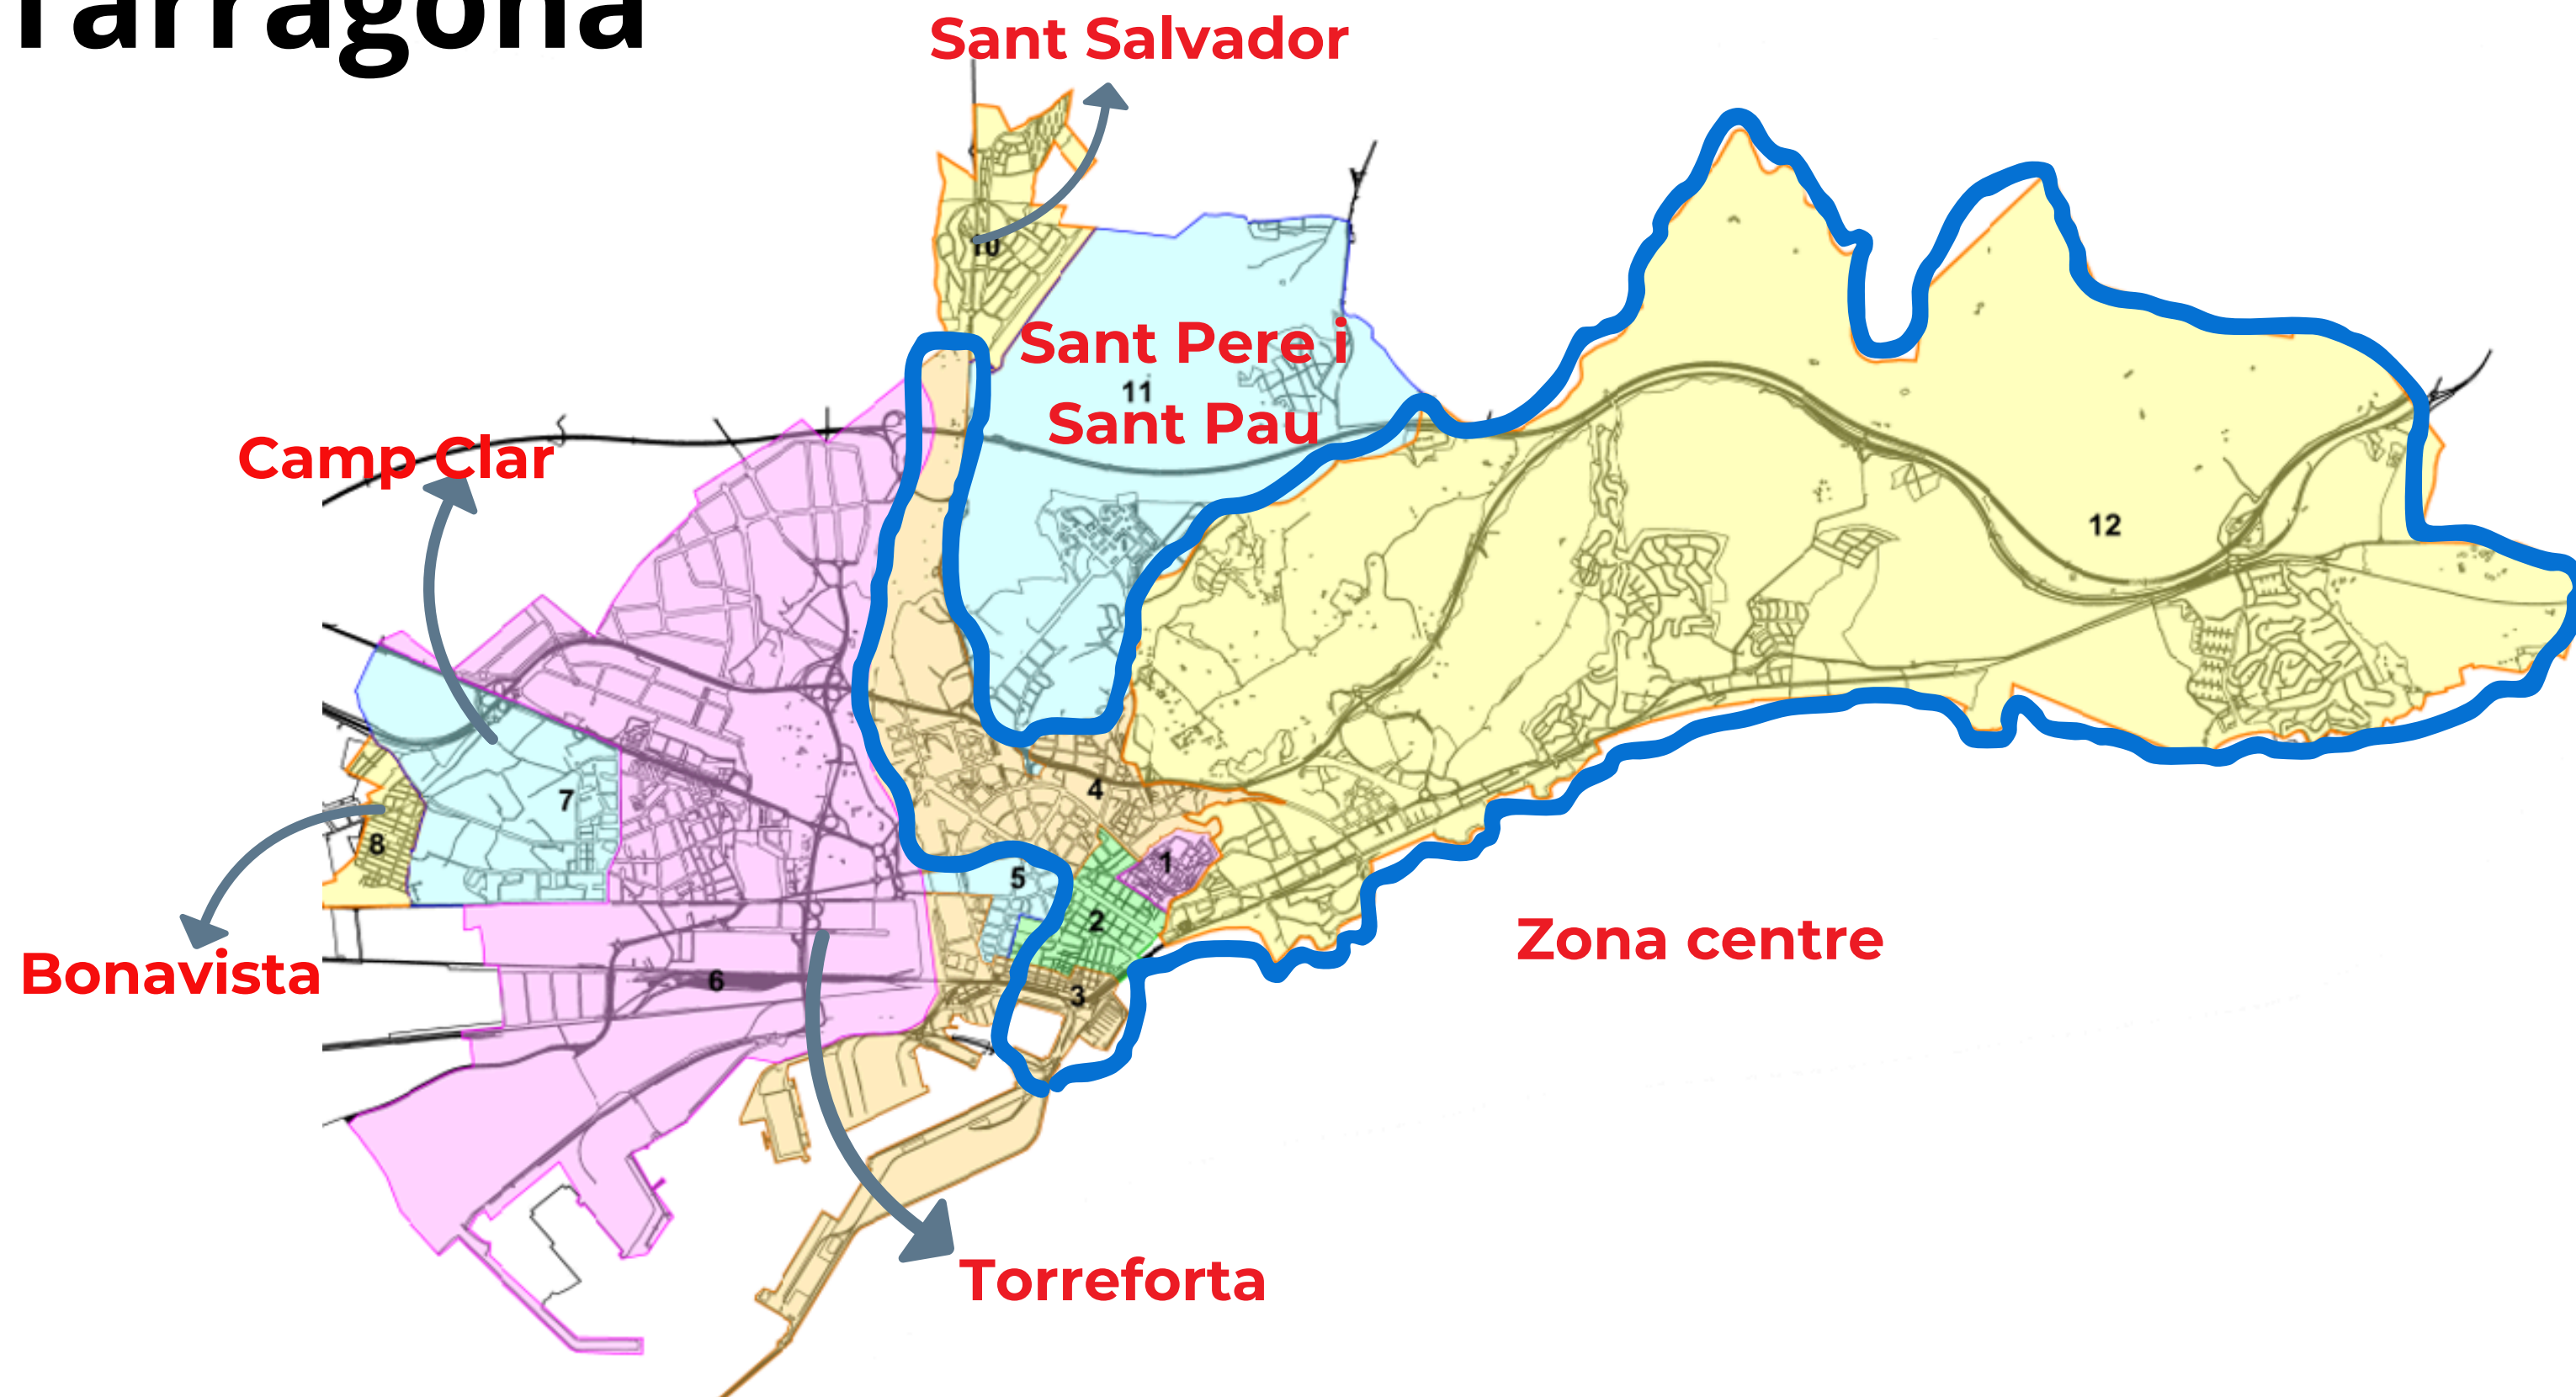 Tarragona
Sant Salvador
10
Sant Pere i
11
Sant Pau
Camp Clar
12
7
4
8
1
5
2
Zona centre
Bonavista
6
3
Torreforta